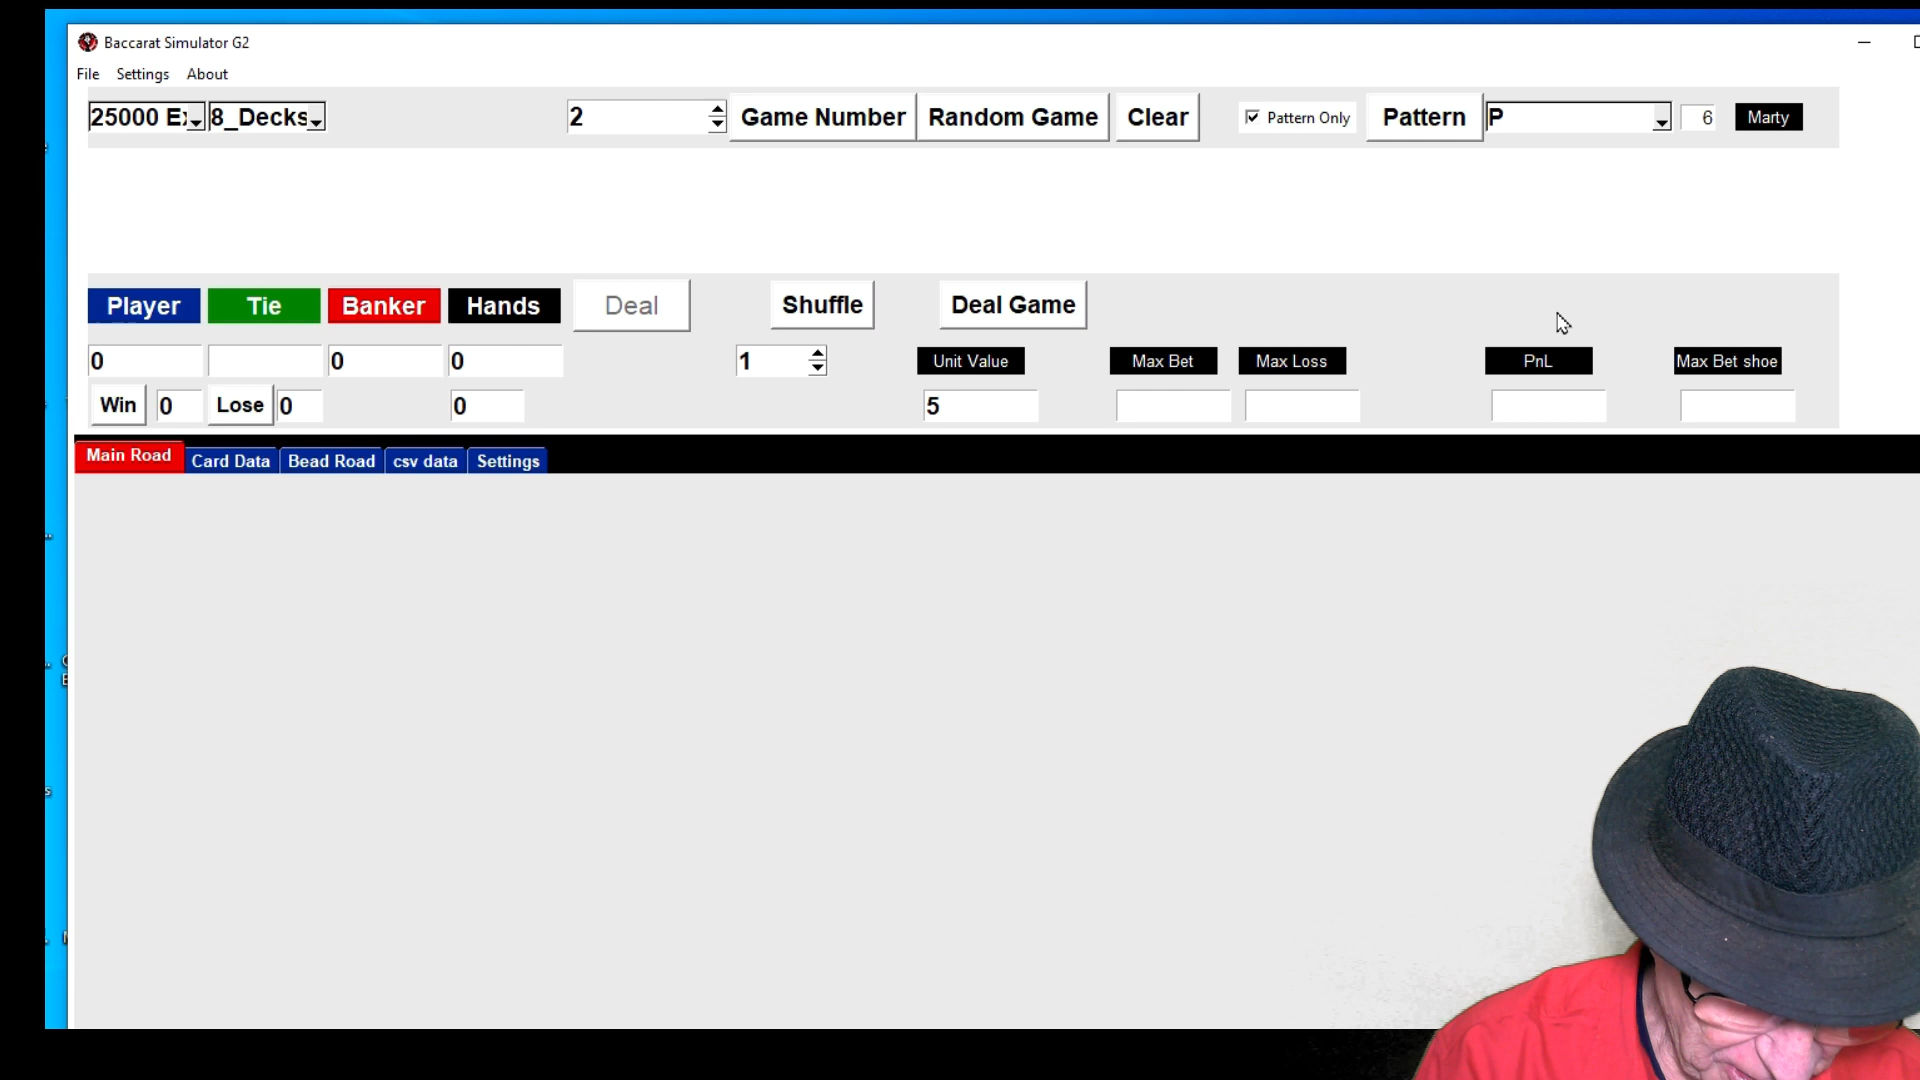 Baccarat Simulator G2
File Settings About
25000 E 8_Decks 2 Game Number Random Game Clear Pattern Only Pattern P 6 Marty
Player Tie Banker Hands Deal Shuffle Deal Game
0 0 0 1 Unit Value Max Bet Max Loss PnL Max Bet shoe
Win 0 Lose 0 0 5
Main Road Card Data Bead Road csv data Settings